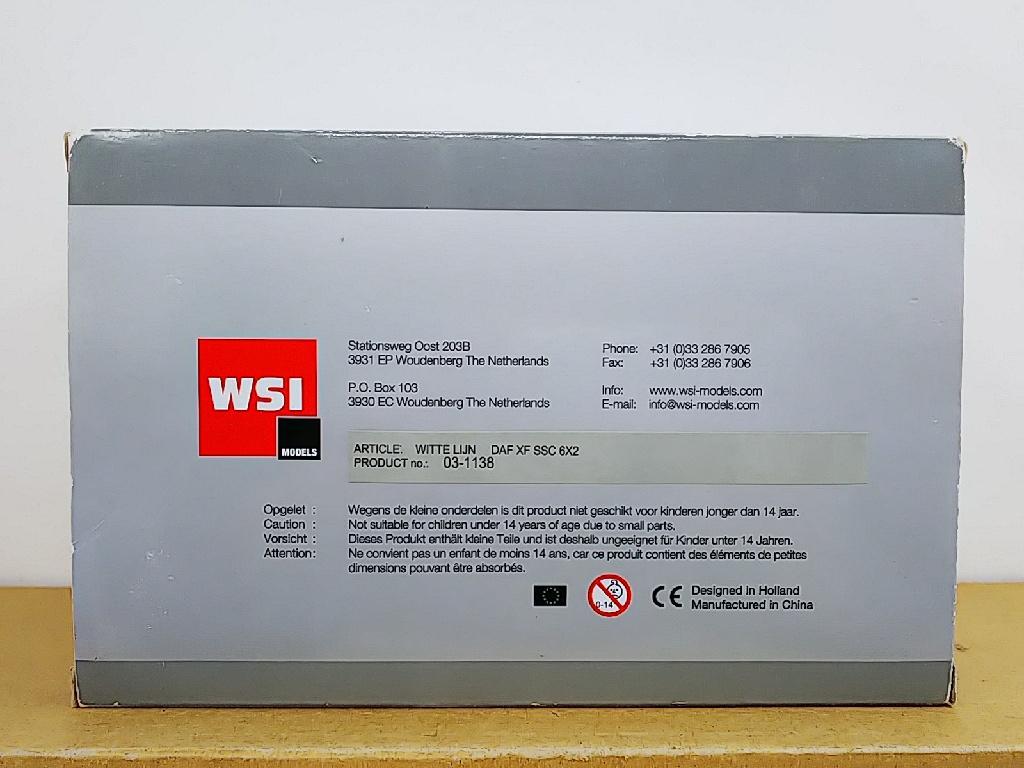 WSI
MODELS
Stationsweg Oost 203B
3931 EP Woudenberg The Netherlands
P.O. Box 103
3930 EC Woudenberg The Netherlands
Phone: +31 (0)33 286 7905
Fax: +31 (0)33 286 7906
Info: www.wsi-models.com
E-mail: info@wsi-models.com
ARTICLE: WITTE LIJN DAF XF SSC 6X2
PRODUCT no.: 03-1138
Opgelet : Wegens de kleine onderdelen is dit product niet geschikt voor kinderen jonger dan 14 jaar.
Caution : Not suitable for children under 14 years of age due to small parts.
Vorsicht : Dieses Produkt enthält kleine Teile und ist deshalb ungeeignet für Kinder unter 14 Jahren.
Attention: Ne convient pas un enfant de moins 14 ans, car ce produit contient des éléments de petites
dimensions pouvant être absorbés.
0-14
CE
Designed in Holland
Manufactured in China